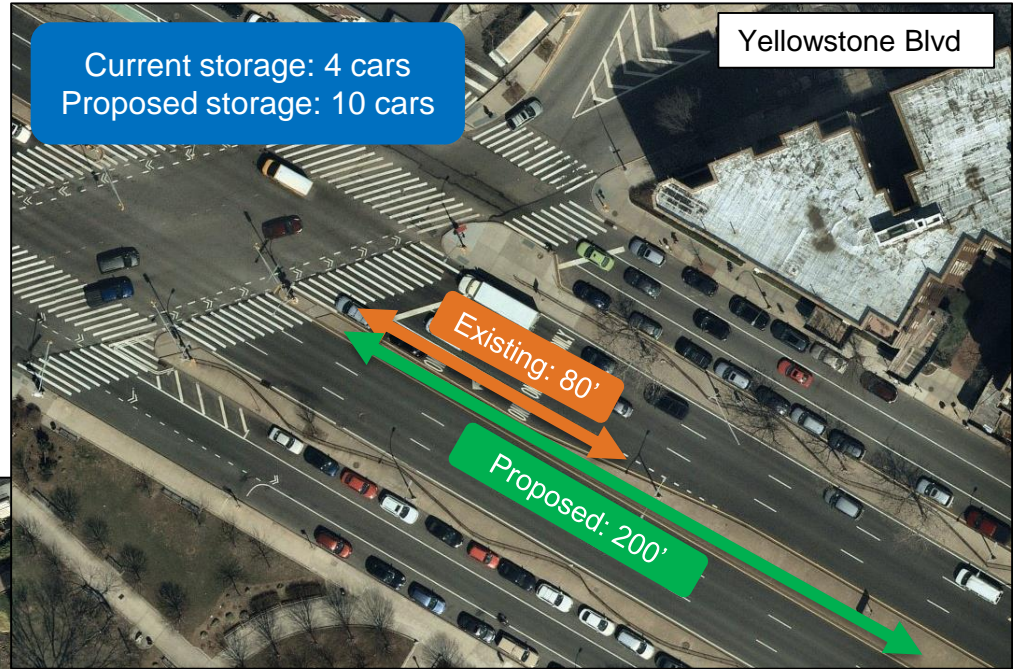 Current storage: 4 cars
Proposed storage: 10 cars
Yellowstone Blvd
Existing: 80’
Proposed: 200’